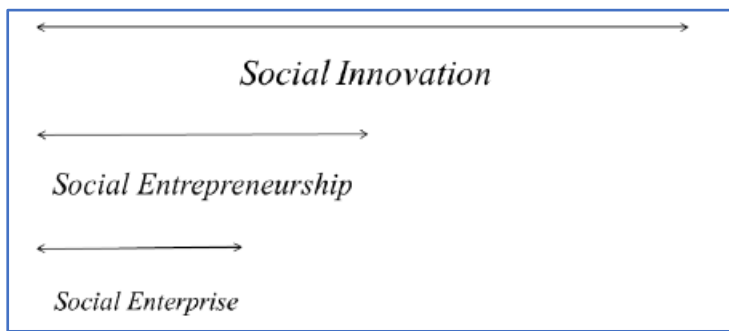 Social Innovation
Social Entrepreneurship
Social Enterprise